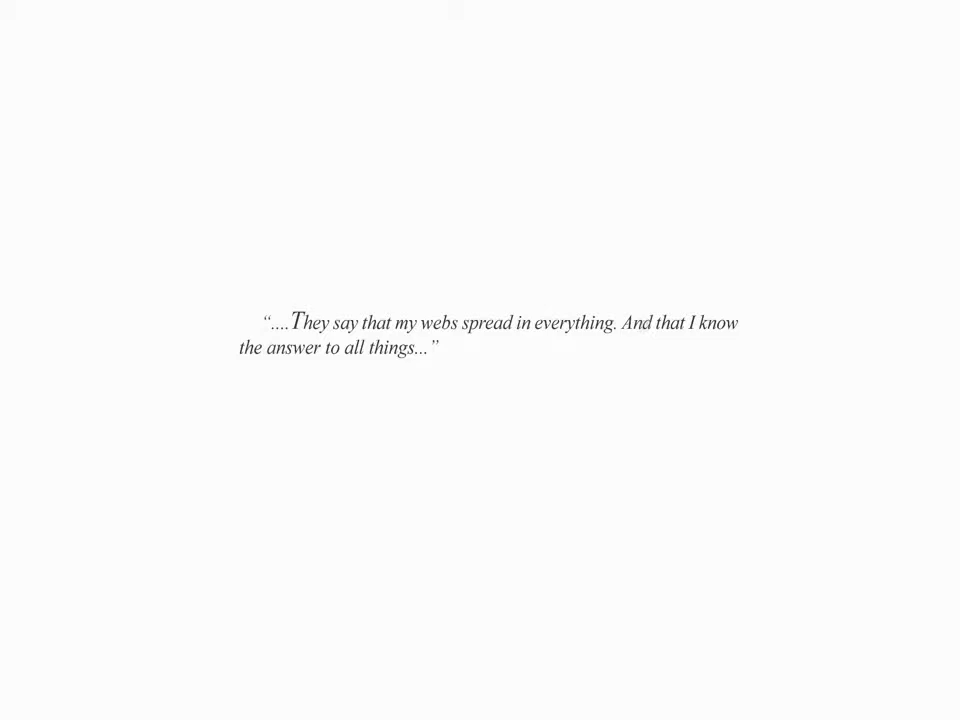 “....They say that my webs spread in everything. And that I know
the answer to all things...”